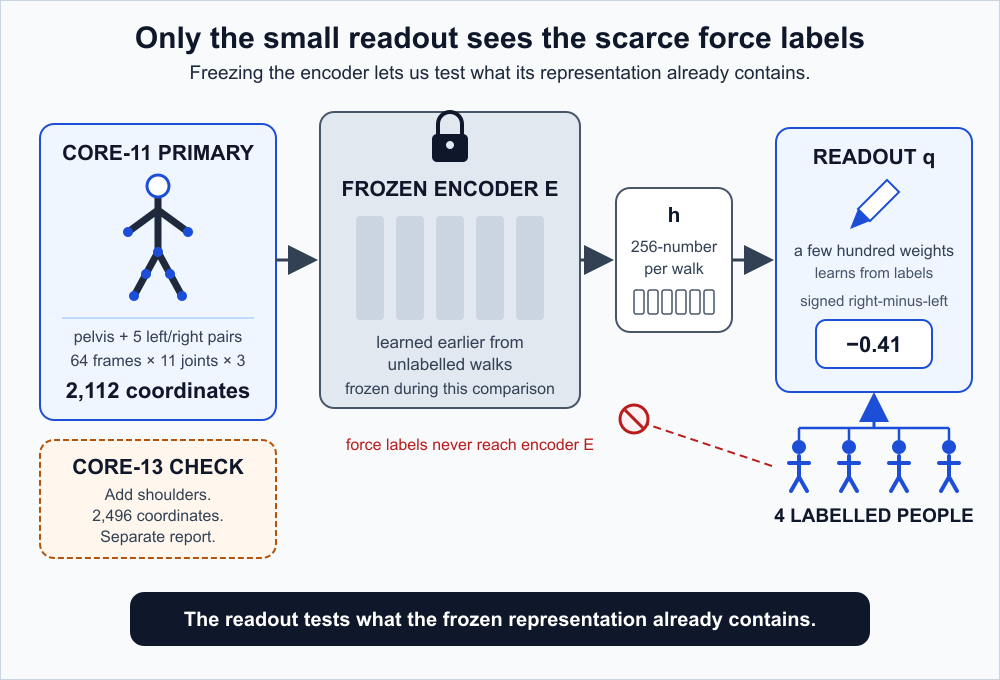 Only the small readout sees the scarce force labels
Freezing the encoder lets us test what its representation already contains.
CORE-11 PRIMARY
pelvis + 5 left/right pairs
64 frames × 11 joints × 3
2,112 coordinates
CORE-13 CHECK
Add shoulders.
2,496 coordinates.
Separate report.
FROZEN ENCODER E
learned earlier from
unlabelled walks
frozen during this comparison
force labels never reach encoder E
h
256-number
per walk
READOUT q
a few hundred weights
learns from labels
signed right-minus-left
−0.41
4 LABELLED PEOPLE
The readout tests what the frozen representation already contains.